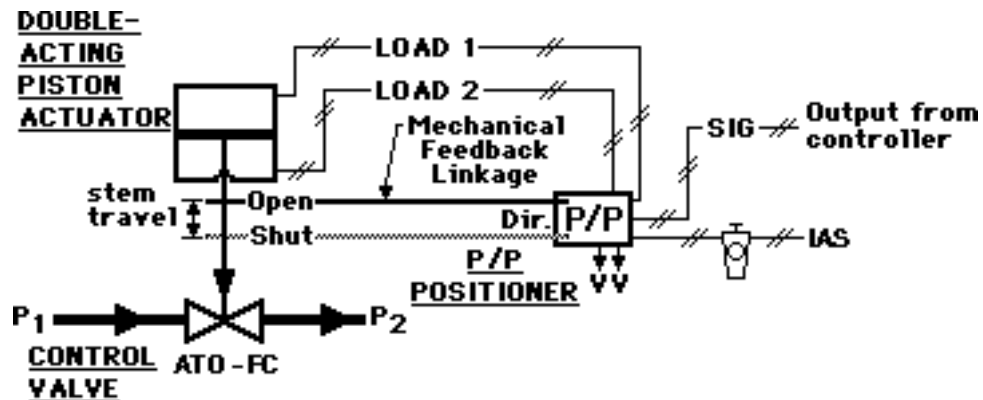 DOUBLE-
ACTING
PISTON
ACTUATOR
LOAD 1
LOAD 2
Mechanical
Feedback
Linkage
SIG
Output from
controller
stem
travel
Open
Shut
Dir.
P/P
IAS
P/P
POSITIONER
V V
P₁
P₂
CONTROL
VALVE
ATO-FC